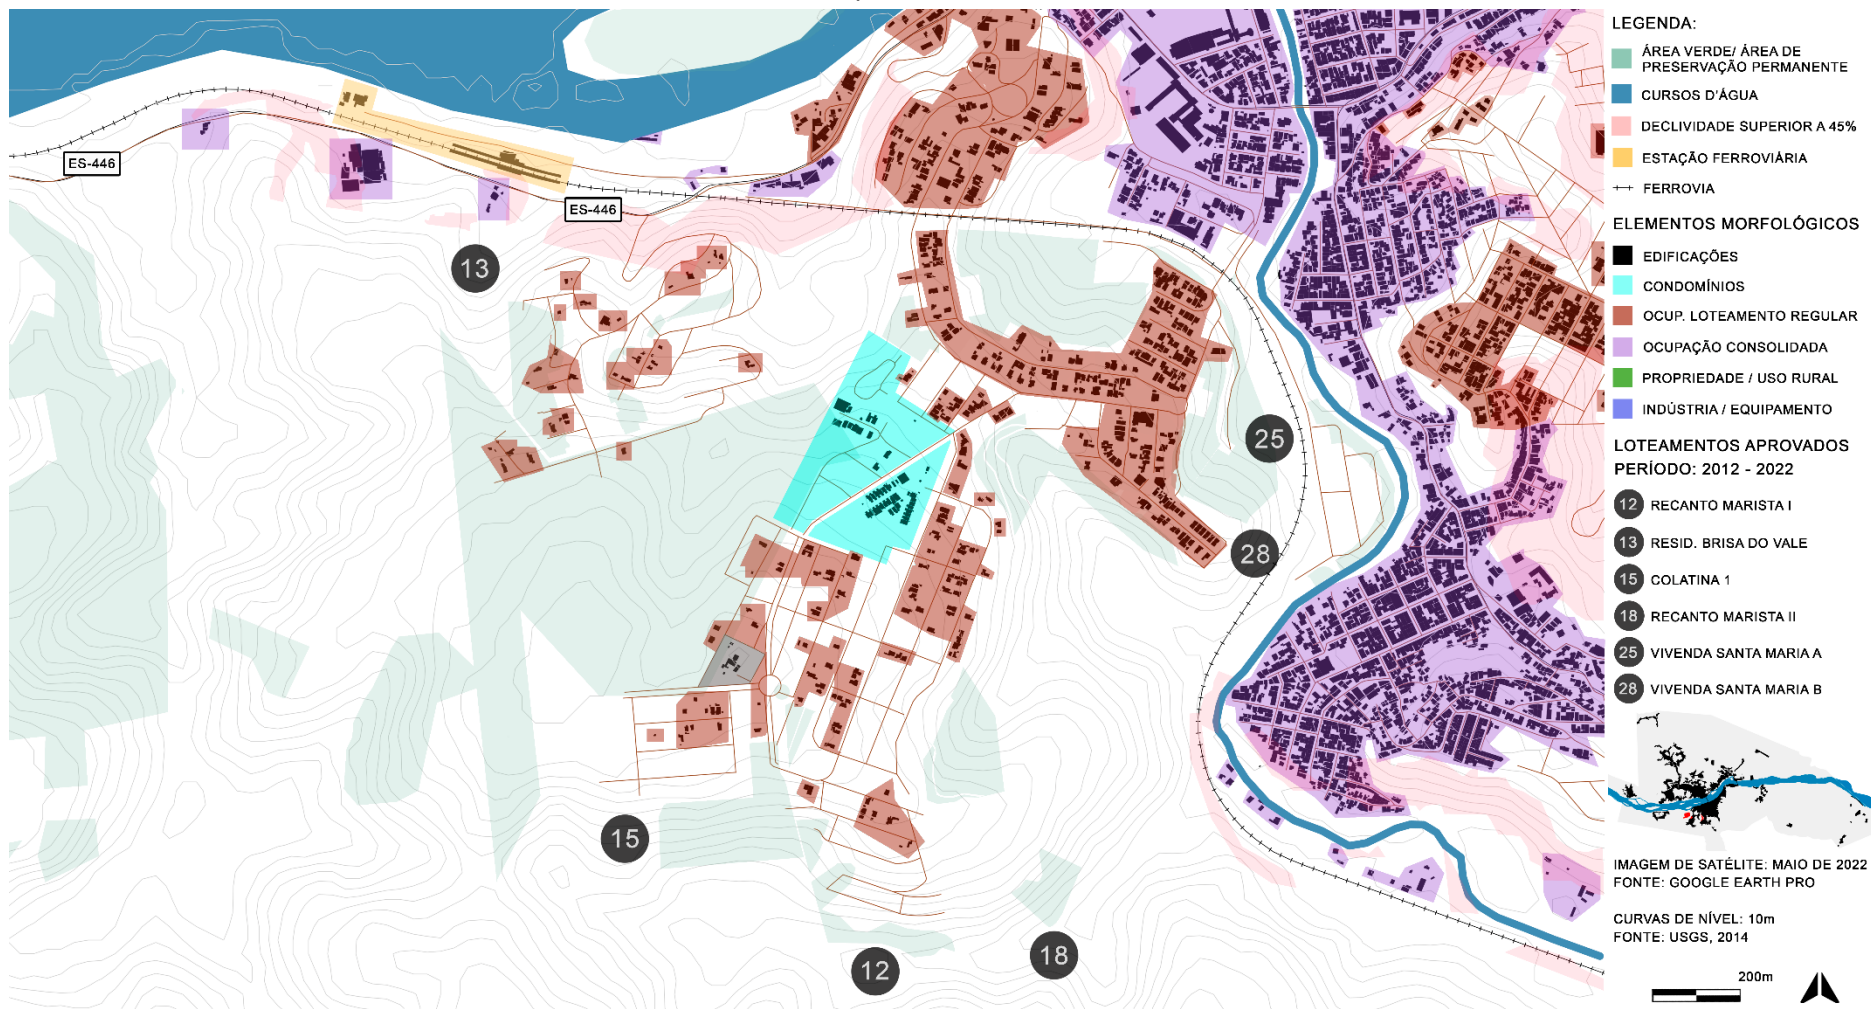 ES-446
ES-446
13
25
28
15
12
18
LEGENDA:
ÁREA VERDE/ ÁREA DE
PRESERVAÇÃO PERMANENTE
CURSOS D'ÁGUA
DECLIVIDADE SUPERIOR A 45%
ESTAÇÃO FERROVIÁRIA
FERROVIA
ELEMENTOS MORFOLÓGICOS
EDIFICAÇÕES
CONDOMÍNIOS
OCUP. LOTEAMENTO REGULAR
OCUPAÇÃO CONSOLIDADA
PROPRIEDADE / USO RURAL
INDÚSTRIA / EQUIPAMENTO
LOTEAMENTOS APROVADOS
PERÍODO: 2012 - 2022
12 RECANTO MARISTA I
13 RESID. BRISA DO VALE
15 COLATINA 1
18 RECANTO MARISTA II
25 VIVENDA SANTA MARIA A
28 VIVENDA SANTA MARIA B
IMAGEM DE SATÉLITE: MAIO DE 2022
FONTE: GOOGLE EARTH PRO
CURVAS DE NÍVEL: 10m
FONTE: USGS, 2014
200m